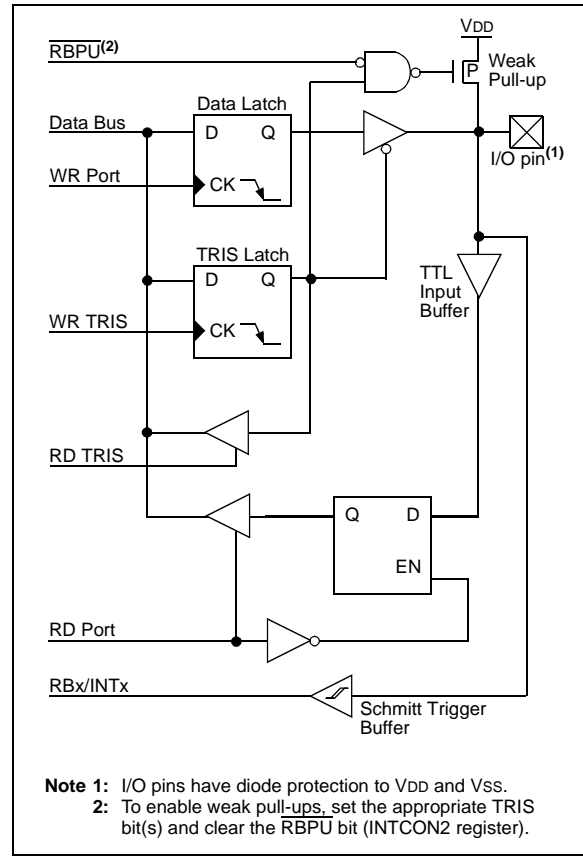 RBPU(2)
VDD
P
Weak
Pull-up
Data Latch
Data Bus
D
Q
I/O pin(1)
WR Port
CK
TRIS Latch
D
Q
TTL
Input
Buffer
WR TRIS
CK
RD TRIS
Q
D
EN
RD Port
RBx/INTx
Schmitt Trigger
Buffer
Note 1: I/O pins have diode protection to VDD and VSS.
2: To enable weak pull-ups, set the appropriate TRIS
bit(s) and clear the RBPU bit (INTCON2 register).